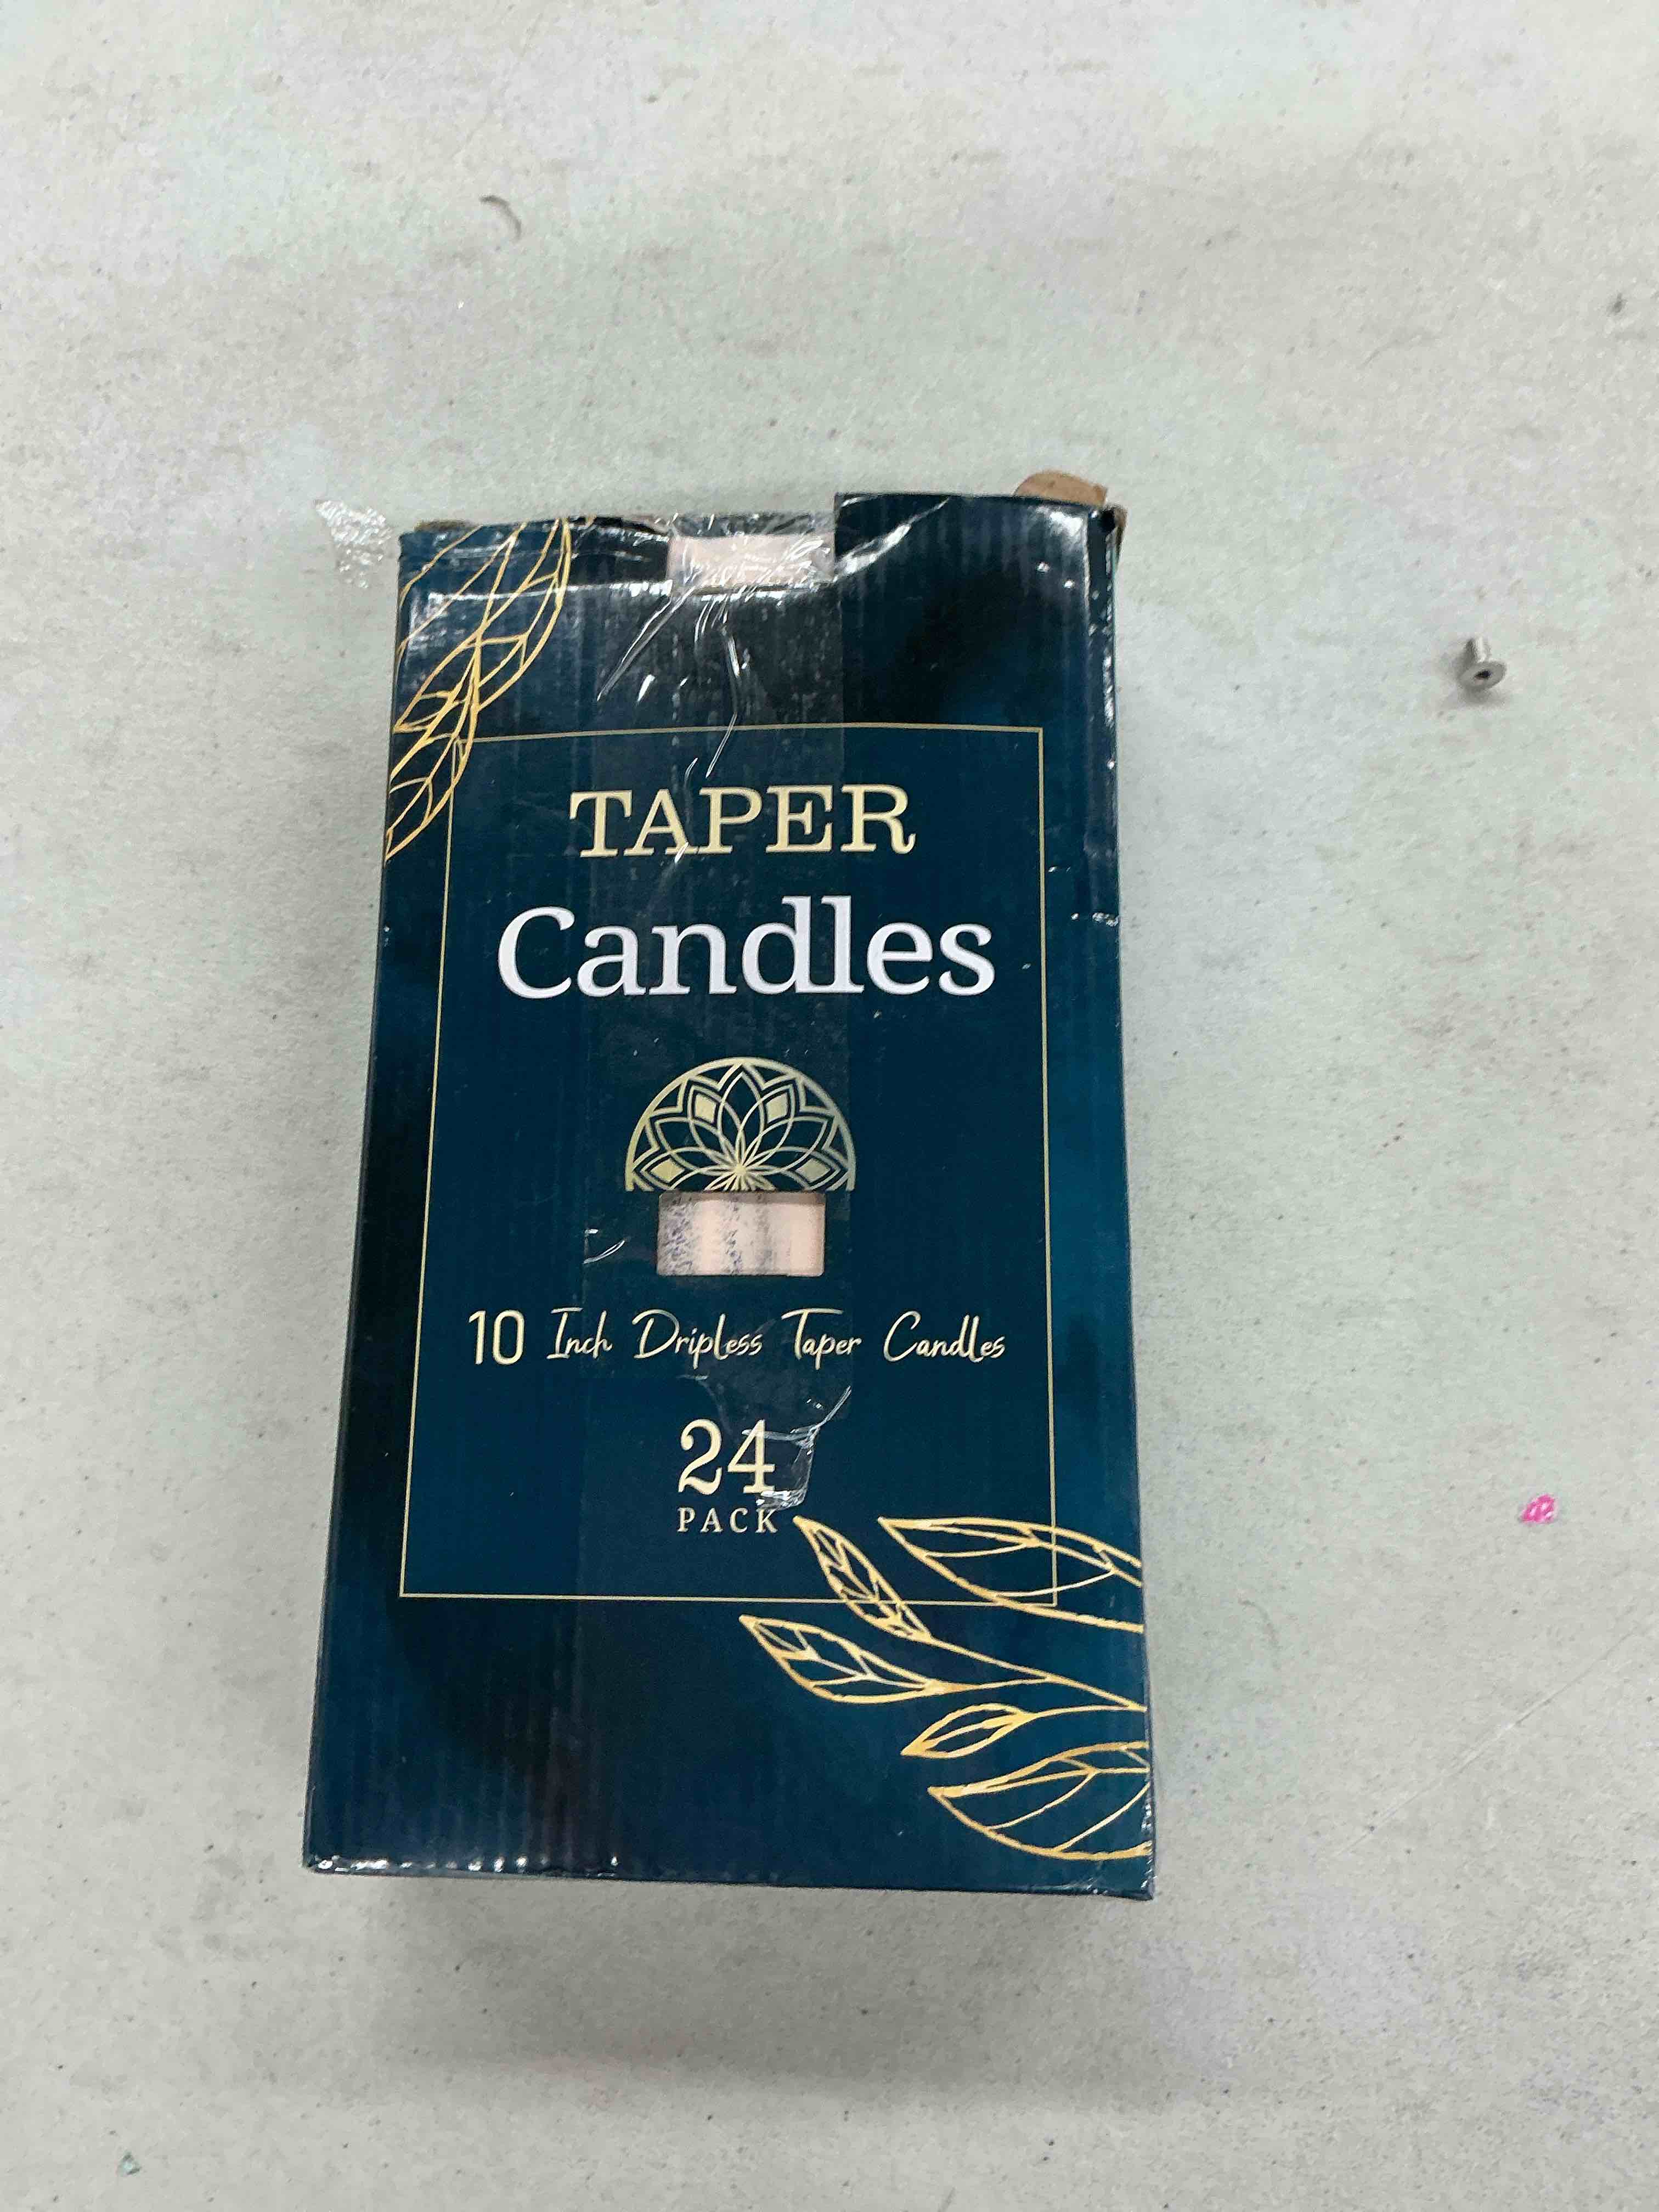 TAPER
Candles
10 Inch Dripless Taper Candles
24
PACK